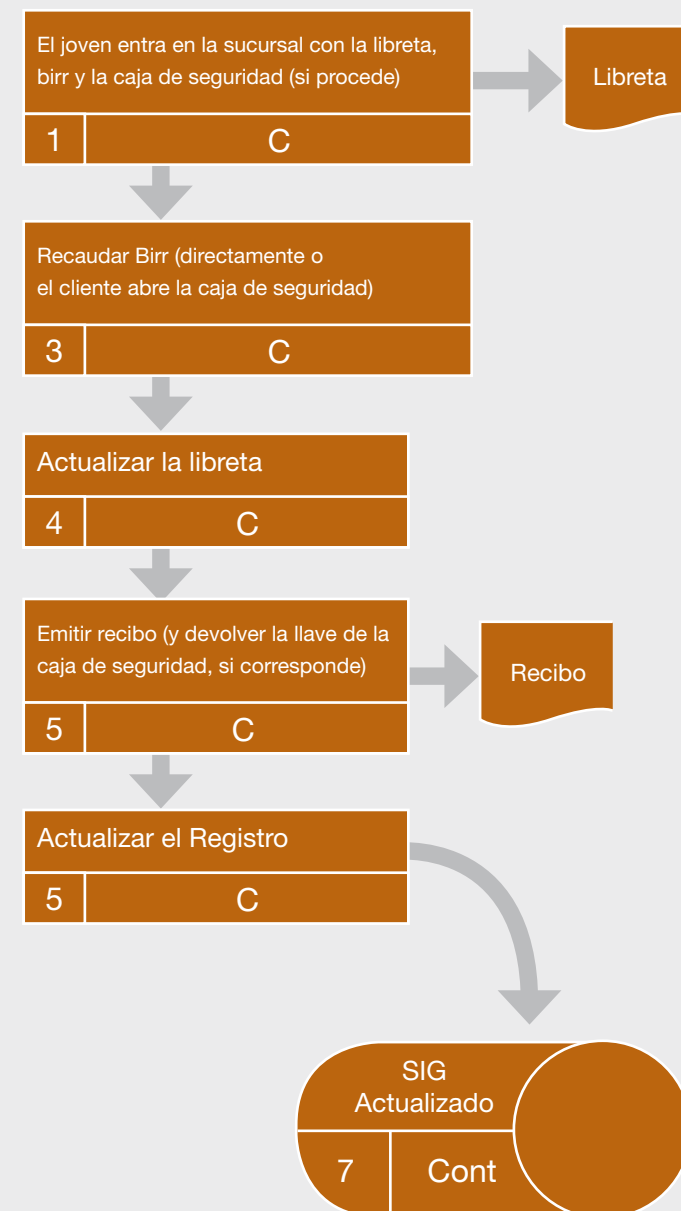 El joven entra en la sucursal con la libreta,
birr y la caja de seguridad (si procede)
Libreta
1
C
Recaudar Birr (directamente o
el cliente abre la caja de seguridad)
3
C
Actualizar la libreta
4
C
Emitir recibo (y devolver la llave de la
caja de seguridad, si corresponde)
Recibo
5
C
Actualizar el Registro
5
C
SIG
Actualizado
7
Cont